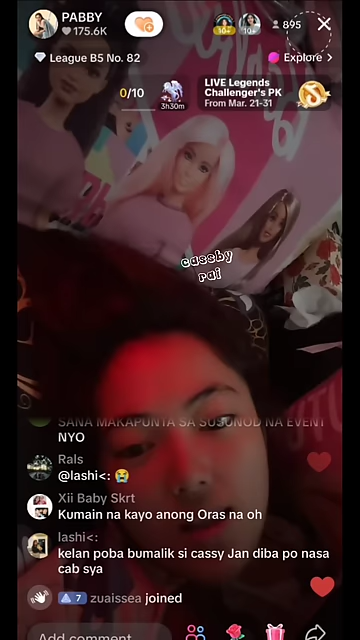 PABBY
175.6K
10+
10+
895
League B5 No. 82
Explore >
0/10
3h30m
LIVE Legends
Challenger's PK
From Mar. 21-31
cassby
rai
SANA MAKAPUNTA SA SUSUNOD NA EVENT
NYO
Rals
@lashi<: 😭
Xii Baby Skrt
Kumain na kayo anong Oras na oh
lashi<:
kelan poba bumalik si cassy Jan diba po nasa
cab sya
7 zuaissea joined
Add comment...